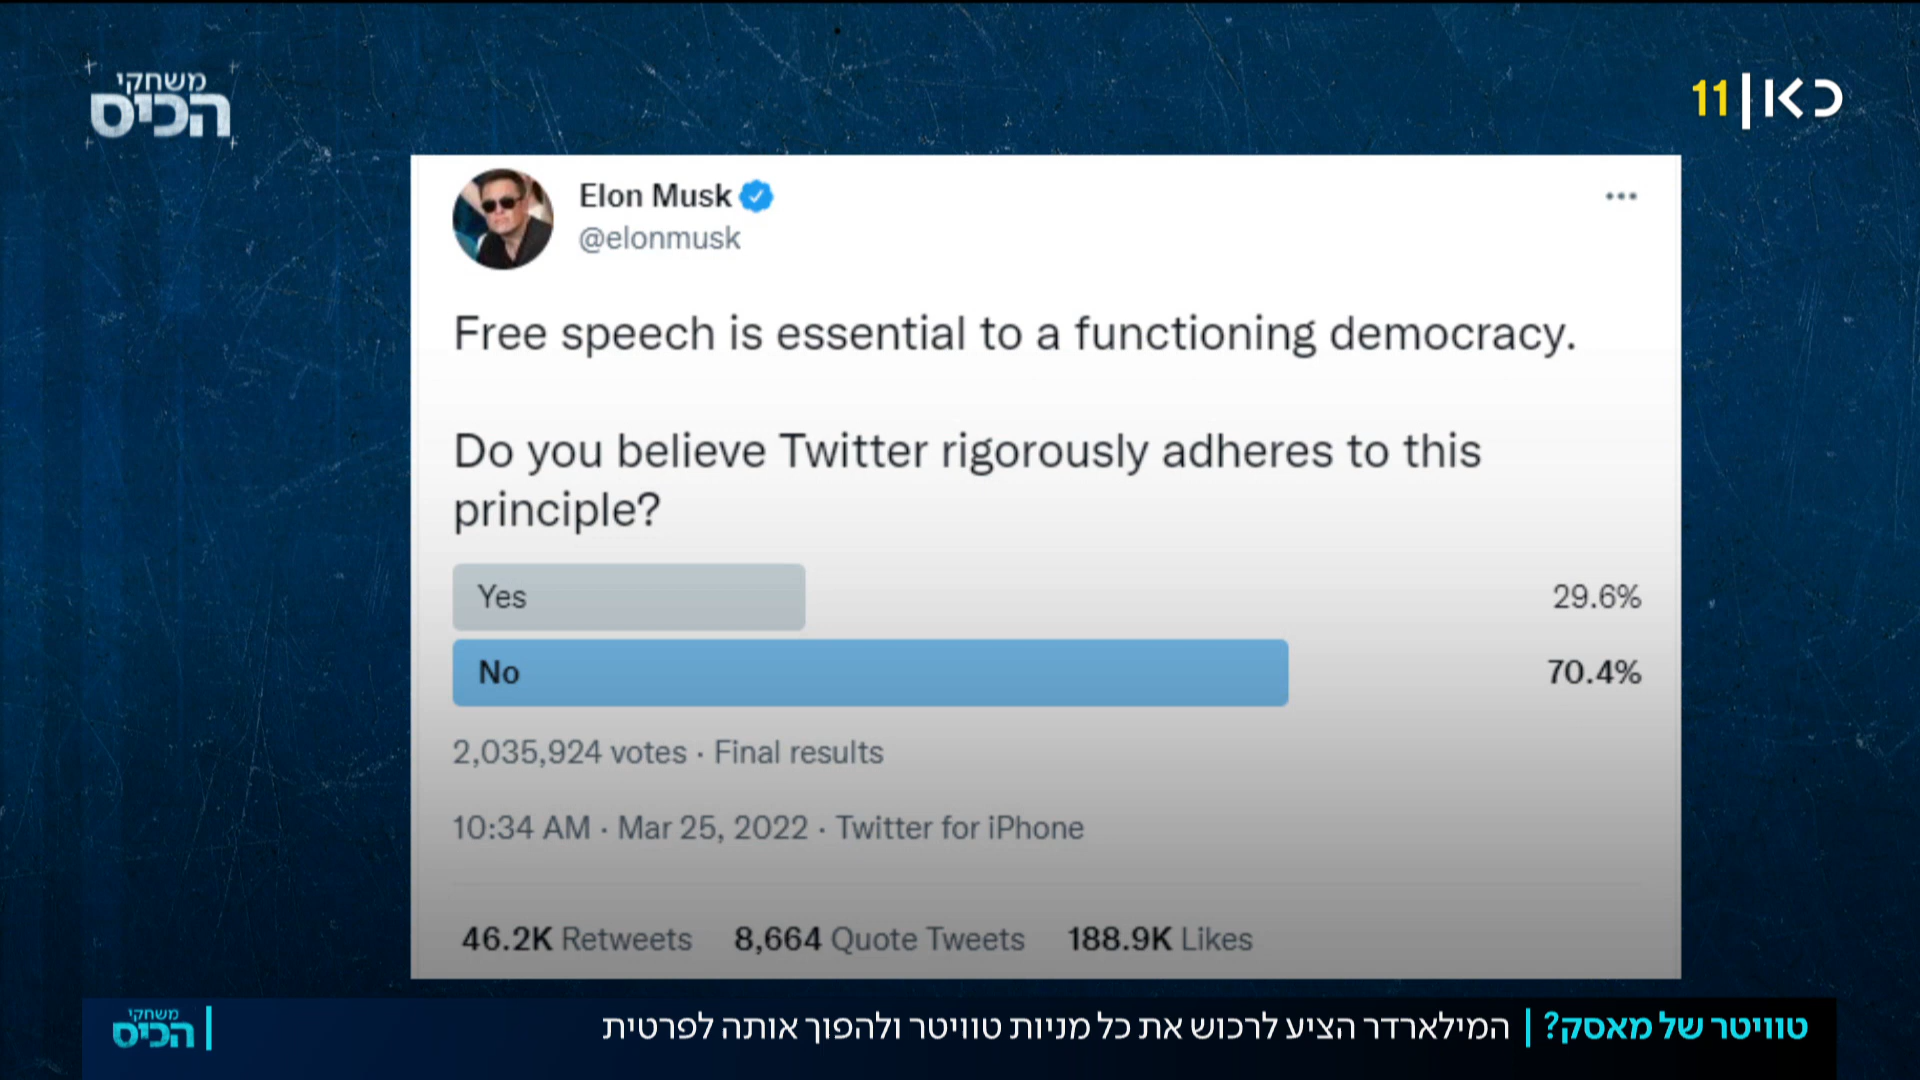 משחקי
הכיס
כאן 11
Elon Musk
@elonmusk
Free speech is essential to a functioning democracy.
Do you believe Twitter rigorously adheres to this
principle?
Yes 29.6%
No 70.4%
2,035,924 votes · Final results
10:34 AM · Mar 25, 2022 · Twitter for iPhone
46.2K Retweets 8,664 Quote Tweets 188.9K Likes
טוויטר של מאסק? | המילארדר הציע לרכוש את כל מניות טוויטר ולהפוך אותה לפרטית
משחקי
הכיס